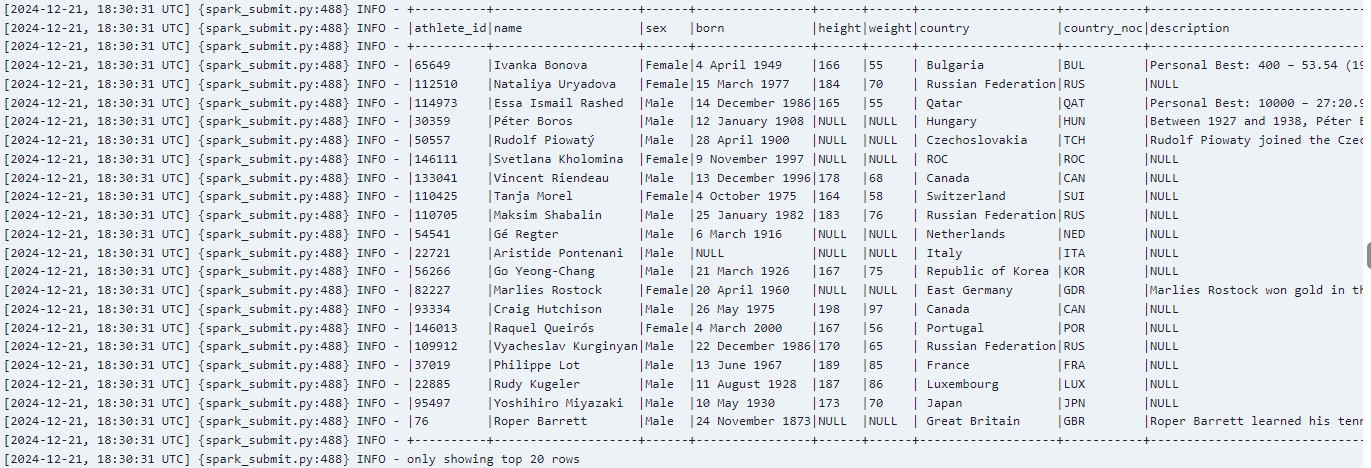 [2024-12-21, 18:30:31 UTC] {spark_submit.py:488} INFO - +----------+-------------------+------+----------------+------+------+------------------+-----------+----------------------------
[2024-12-21, 18:30:31 UTC] {spark_submit.py:488} INFO - |athlete_id|name               |sex   |born            |height|weight|country           |country_noc|description
[2024-12-21, 18:30:31 UTC] {spark_submit.py:488} INFO - +----------+-------------------+------+----------------+------+------+------------------+-----------+----------------------------
[2024-12-21, 18:30:31 UTC] {spark_submit.py:488} INFO - |65649     |Ivanka Bonova      |Female|4 April 1949    |166   |55    | Bulgaria         |BUL        |Personal Best: 400 – 53.54 (19
[2024-12-21, 18:30:31 UTC] {spark_submit.py:488} INFO - |112510    |Nataliya Uryadova  |Female|15 March 1977   |184   |70    | Russian Federation|RUS        |NULL
[2024-12-21, 18:30:31 UTC] {spark_submit.py:488} INFO - |114973    |Essa Ismail Rashed |Male  |14 December 1986|165   |55    | Qatar            |QAT        |Personal Best: 10000 – 27:20.9
[2024-12-21, 18:30:31 UTC] {spark_submit.py:488} INFO - |30359     |Péter Boros        |Male  |12 January 1908 |NULL  |NULL  | Hungary          |HUN        |Between 1927 and 1938, Péter B
[2024-12-21, 18:30:31 UTC] {spark_submit.py:488} INFO - |50557     |Rudolf Piowatý     |Male  |28 April 1900   |NULL  |NULL  | Czechoslovakia   |TCH        |Rudolf Piowaty joined the Czec
[2024-12-21, 18:30:31 UTC] {spark_submit.py:488} INFO - |146111    |Svetlana Kholomina |Female|9 November 1997 |NULL  |NULL  | ROC              |ROC        |NULL
[2024-12-21, 18:30:31 UTC] {spark_submit.py:488} INFO - |133041    |Vincent Riendeau   |Male  |13 December 1996|178   |68    | Canada           |CAN        |NULL
[2024-12-21, 18:30:31 UTC] {spark_submit.py:488} INFO - |110425    |Tanja Morel        |Female|4 October 1975  |164   |58    | Switzerland      |SUI        |NULL
[2024-12-21, 18:30:31 UTC] {spark_submit.py:488} INFO - |110705    |Maksim Shabalin    |Male  |25 January 1982 |183   |76    | Russian Federation|RUS        |NULL
[2024-12-21, 18:30:31 UTC] {spark_submit.py:488} INFO - |54541     |Gé Regter          |Male  |6 March 1916    |NULL  |NULL  | Netherlands      |NED        |NULL
[2024-12-21, 18:30:31 UTC] {spark_submit.py:488} INFO - |22721     |Aristide Pontenani |Male  |NULL            |NULL  |NULL  | Italy            |ITA        |NULL
[2024-12-21, 18:30:31 UTC] {spark_submit.py:488} INFO - |56266     |Go Yeong-Chang     |Male  |21 March 1926   |167   |75    | Republic of Korea |KOR        |NULL
[2024-12-21, 18:30:31 UTC] {spark_submit.py:488} INFO - |82227     |Marlies Rostock    |Female|20 April 1960   |NULL  |NULL  | East Germany     |GDR        |Marlies Rostock won gold in th
[2024-12-21, 18:30:31 UTC] {spark_submit.py:488} INFO - |93334     |Craig Hutchison    |Male  |26 May 1975     |198   |97    | Canada           |CAN        |NULL
[2024-12-21, 18:30:31 UTC] {spark_submit.py:488} INFO - |146013    |Raquel Queirós     |Female|4 March 2000    |167   |56    | Portugal         |POR        |NULL
[2024-12-21, 18:30:31 UTC] {spark_submit.py:488} INFO - |109912    |Vyacheslav Kurginyan|Male  |22 December 1986|170   |65    | Russian Federation|RUS        |NULL
[2024-12-21, 18:30:31 UTC] {spark_submit.py:488} INFO - |37019     |Philippe Lot       |Male  |13 June 1967    |189   |85    | France           |FRA        |NULL
[2024-12-21, 18:30:31 UTC] {spark_submit.py:488} INFO - |22885     |Rudy Kugeler       |Male  |11 August 1928  |187   |86    | Luxembourg       |LUX        |NULL
[2024-12-21, 18:30:31 UTC] {spark_submit.py:488} INFO - |95497     |Yoshihiro Miyazaki |Male  |10 May 1930     |173   |70    | Japan            |JPN        |NULL
[2024-12-21, 18:30:31 UTC] {spark_submit.py:488} INFO - |76        |Roper Barrett      |Male  |24 November 1873|NULL  |NULL  | Great Britain    |GBR        |Roper Barrett learned his tenn
[2024-12-21, 18:30:31 UTC] {spark_submit.py:488} INFO - +----------+-------------------+------+----------------+------+------+------------------+-----------+----------------------------
[2024-12-21, 18:30:31 UTC] {spark_submit.py:488} INFO - only showing top 20 rows